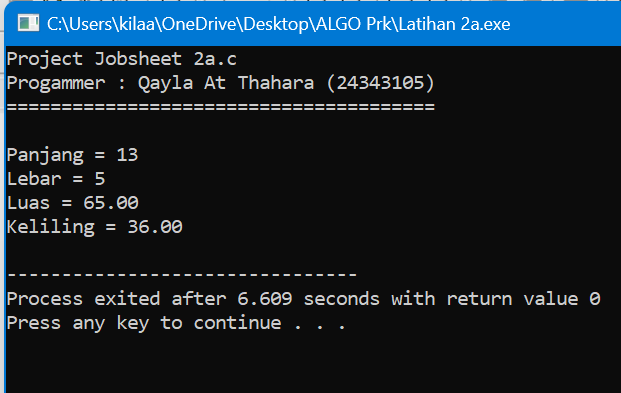 C:\Users\kilaa\OneDrive\Desktop\ALGO Prk\Latihan 2a.exe
Project Jobsheet 2a.c
Progammer : Qayla At Thahara (24343105)
=======================================
Panjang = 13
Lebar = 5
Luas = 65.00
Keliling = 36.00
--------------------------------
Process exited after 6.609 seconds with return value 0
Press any key to continue . . .